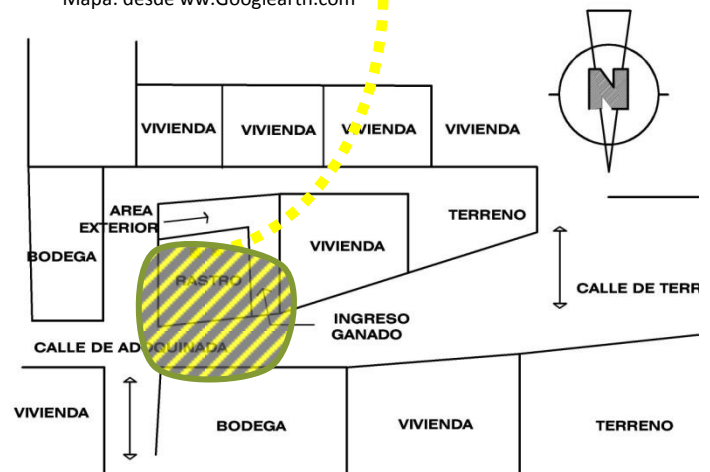 Mapa: desde ww.Googleearth.com
N
VIVIENDA
VIVIENDA
VIVIENDA
VIVIENDA
AREA
EXTERIOR
TERRENO
BODEGA
VIVIENDA
RASTRO
CALLE DE TERR
INGRESO
GANADO
CALLE DE ADOQUINADA
VIVIENDA
BODEGA
VIVIENDA
TERRENO